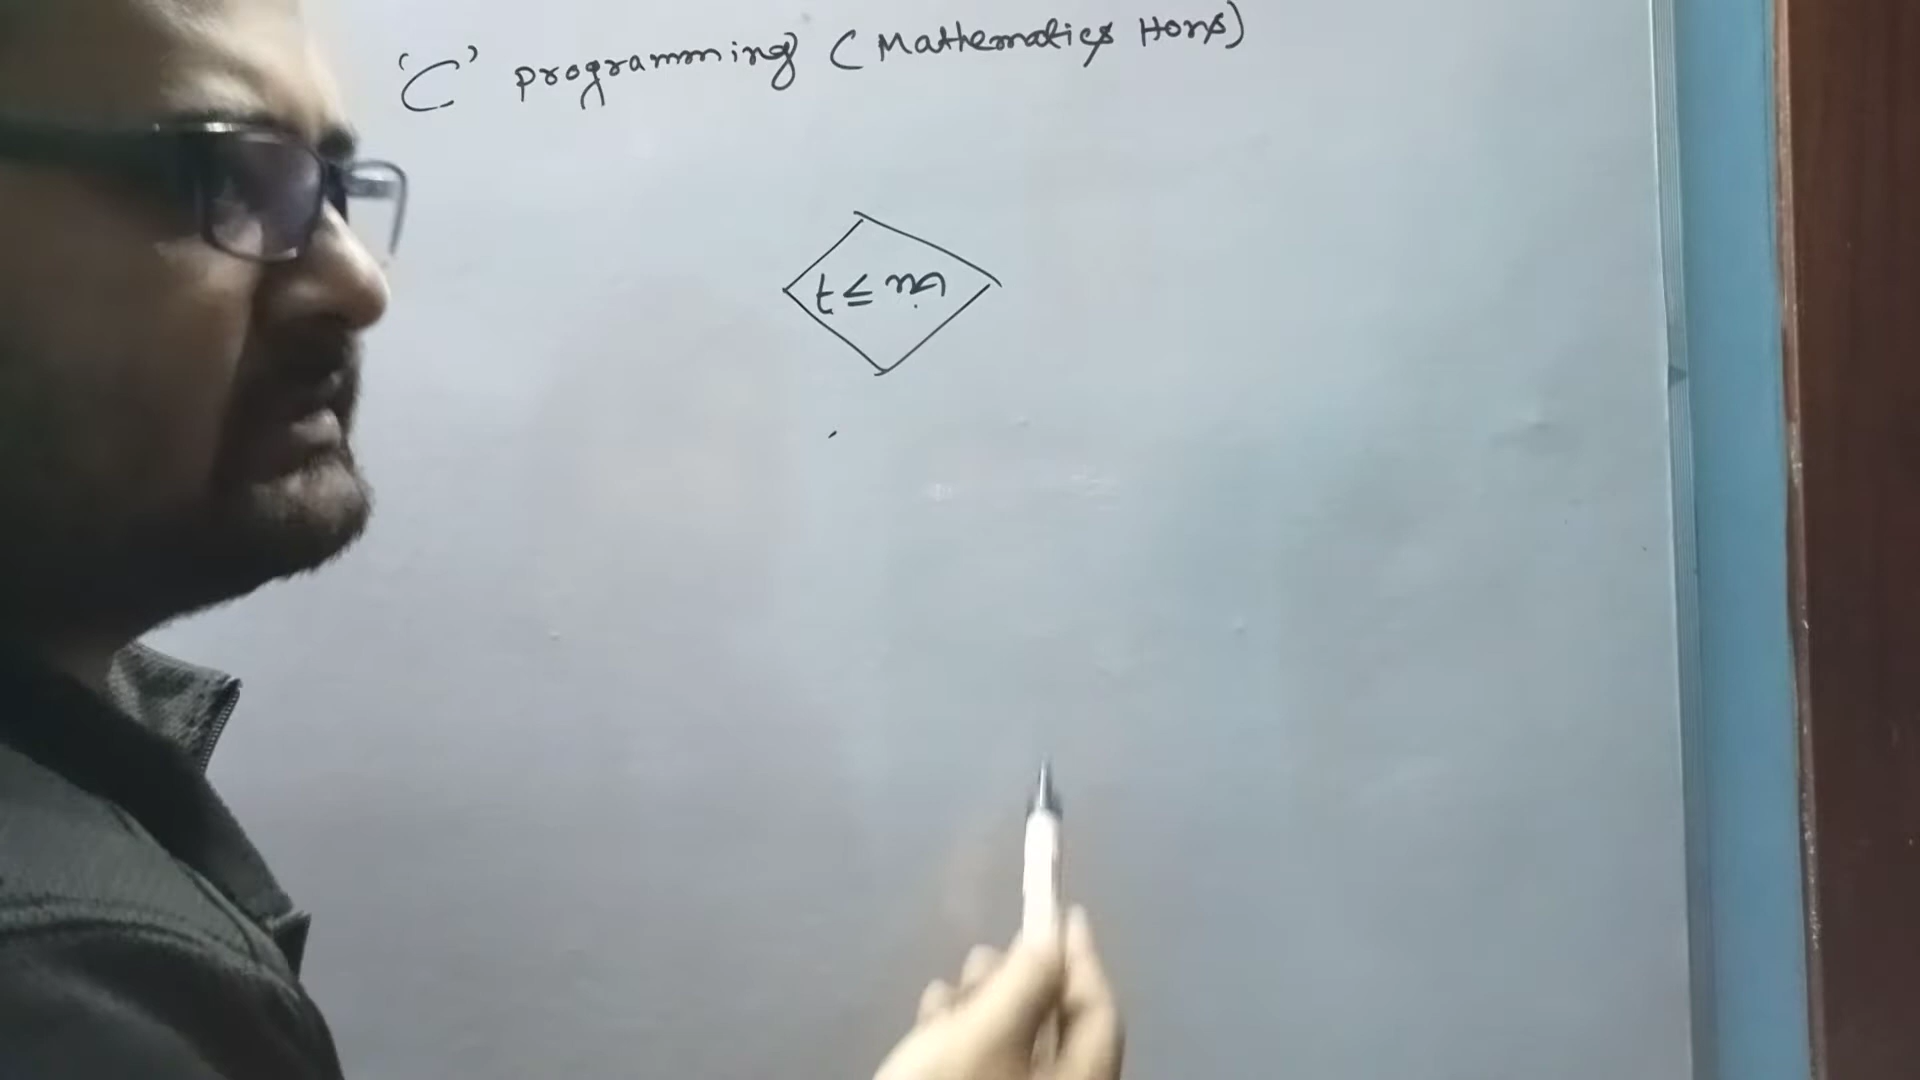 'C' programming (Mathematics Hons)
t ≤